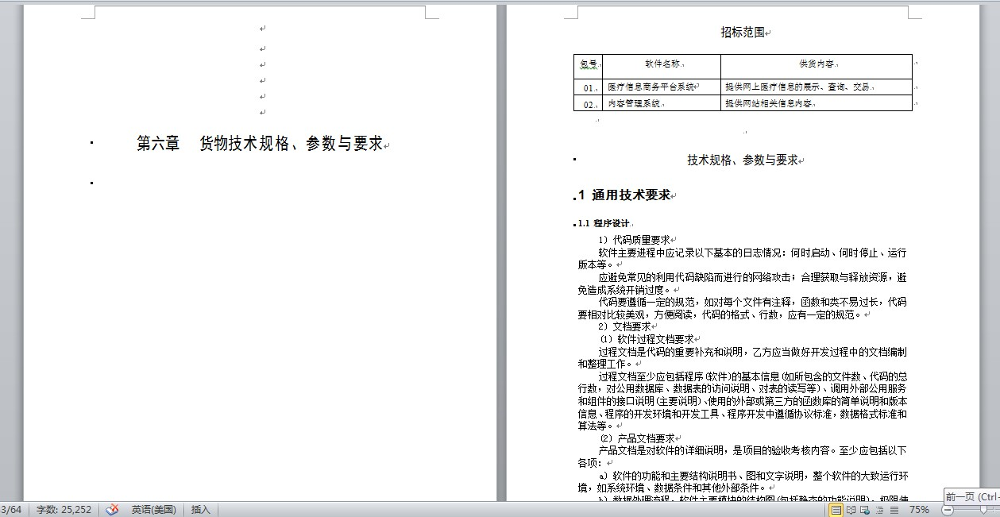 第六章 货物技术规格、参数与要求
招标范围
包号 软件名称 供货内容
01 医疗信息商务平台系统 提供网上医疗信息的展示、查询、交易
02 内容管理系统 提供网站相关信息内容
技术规格、参数与要求
1 通用技术要求
1.1 程序设计
1）代码质量要求
软件主要进程中应记录以下基本的日志情况：何时启动、何时停止、运行
版本等。
应避免常见的利用代码缺陷而进行的网络攻击；合理获取与释放资源，避
免造成系统开销过度。
代码要遵循一定的规范，如对每个文件有注释，函数和类不易过长，代码
要相对比较美观，方便阅读，代码的格式、行数，应有一定的规范。
2）文档要求
（1）软件过程文档要求
过程文档是代码的重要补充和说明，乙方应当做好开发过程中的文档编制
和整理工作。
过程文档至少应包括程序(软件)的基本信息(如所包含的文件数、代码的总
行数，对公用数据库、数据表的访问说明、对表的读写等)、调用外部公用服务
和组件的接口说明(主要说明)、使用的外部或第三方的函数库的简单说明和版本
信息、程序的开发环境和开发工具、程序开发中遵循协议标准，数据格式标准和
算法等。
（2）产品文档要求
产品文档是对软件的详细说明，是项目的验收考核内容。至少应包括以下
各项：
a）软件的功能和主要结构说明书、图和文字说明，整个软件的大致运行环
境，如系统环境、数据条件和其他外部条件。
b）数据处理流程，软件主要模块的结构图(包括静态的功能说明)，极限使
3/64 字数: 25,252 英语(美国) 插入 75%
前一页 (Ctrl-